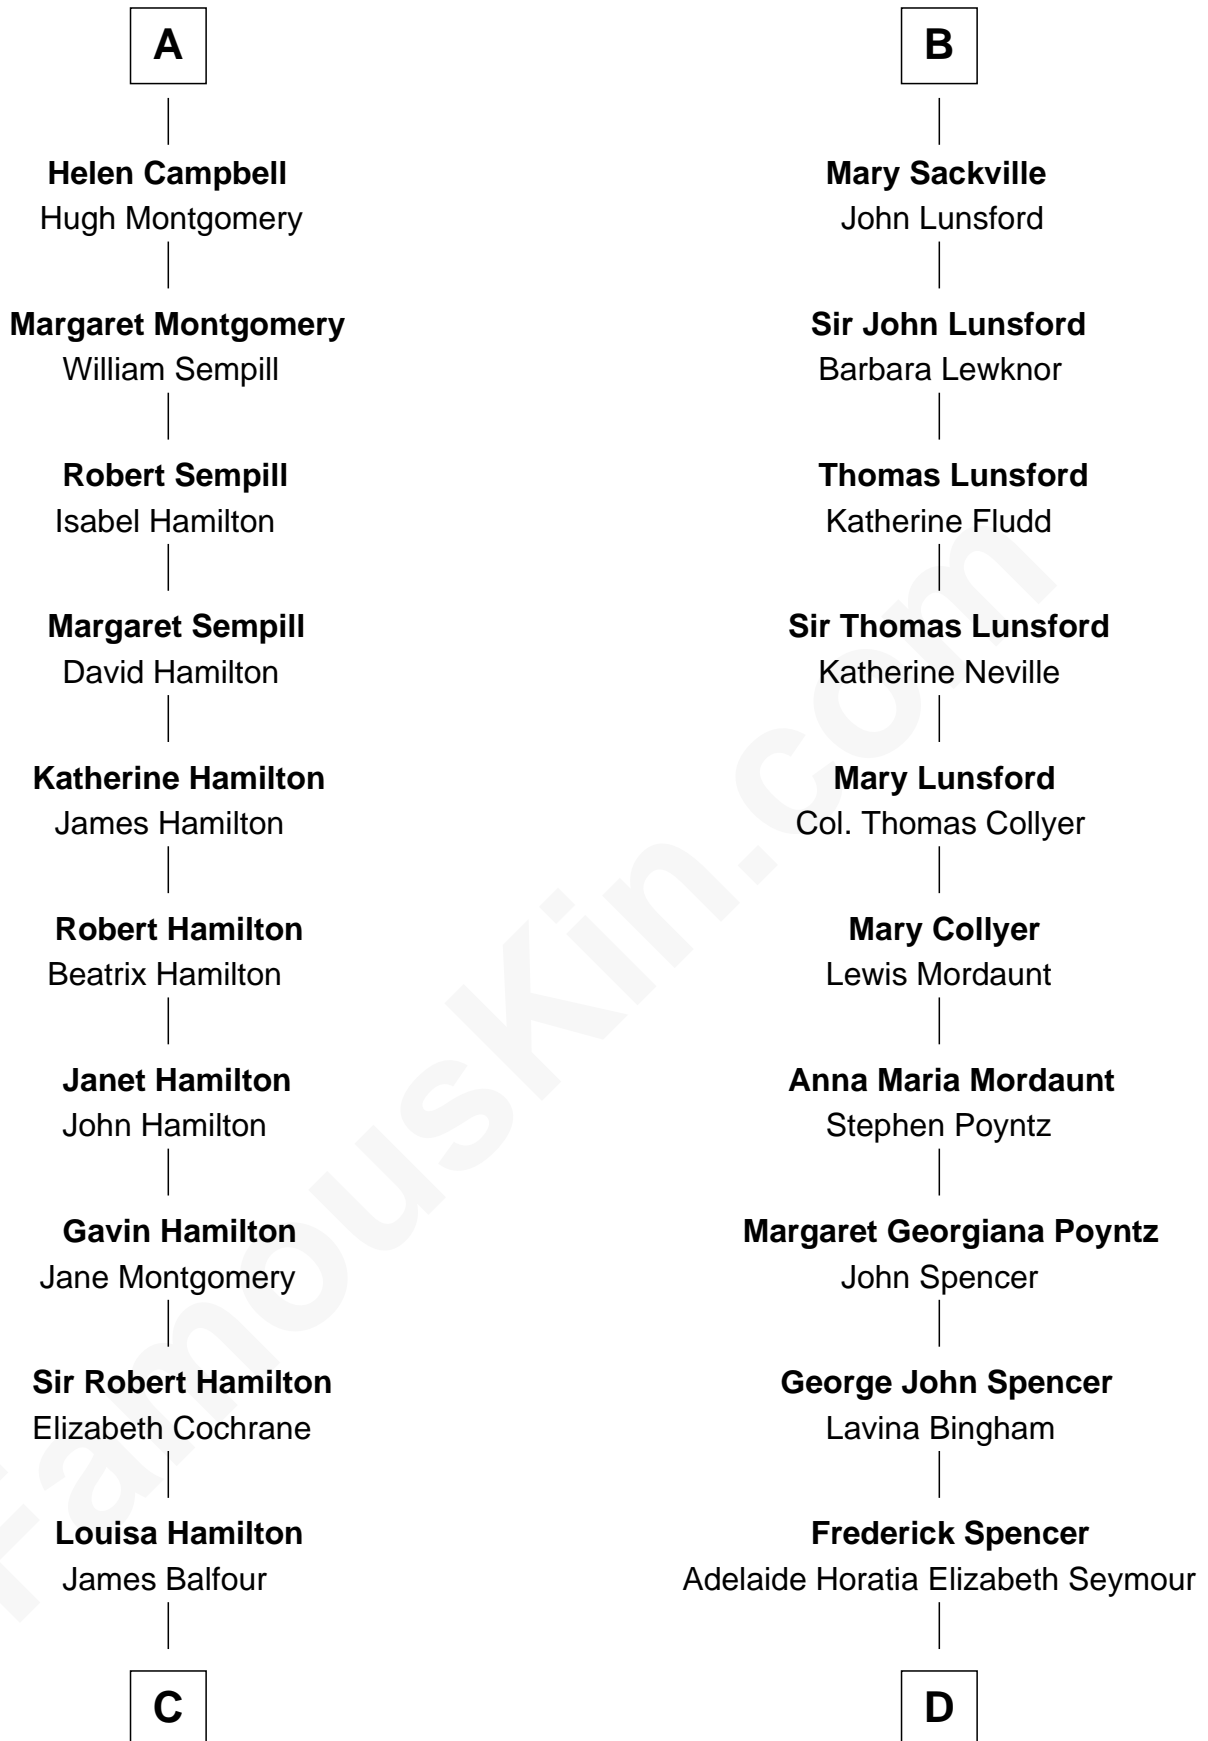 A
Helen Campbell
Hugh Montgomery
Margaret Montgomery
William Sempill
Robert Sempill
Isabel Hamilton
Margaret Sempill
David Hamilton
Katherine Hamilton
James Hamilton
Robert Hamilton
Beatrix Hamilton
Janet Hamilton
John Hamilton
Gavin Hamilton
Jane Montgomery
Sir Robert Hamilton
Elizabeth Cochrane
Louisa Hamilton
James Balfour
C
B
Mary Sackville
John Lunsford
Sir John Lunsford
Barbara Lewknor
Thomas Lunsford
Katherine Fludd
Sir Thomas Lunsford
Katherine Neville
Mary Lunsford
Col. Thomas Collyer
Mary Collyer
Lewis Mordaunt
Anna Maria Mordaunt
Stephen Poyntz
Margaret Georgiana Poyntz
John Spencer
George John Spencer
Lavina Bingham
Frederick Spencer
Adelaide Horatia Elizabeth Seymour
D
FamousKin.com